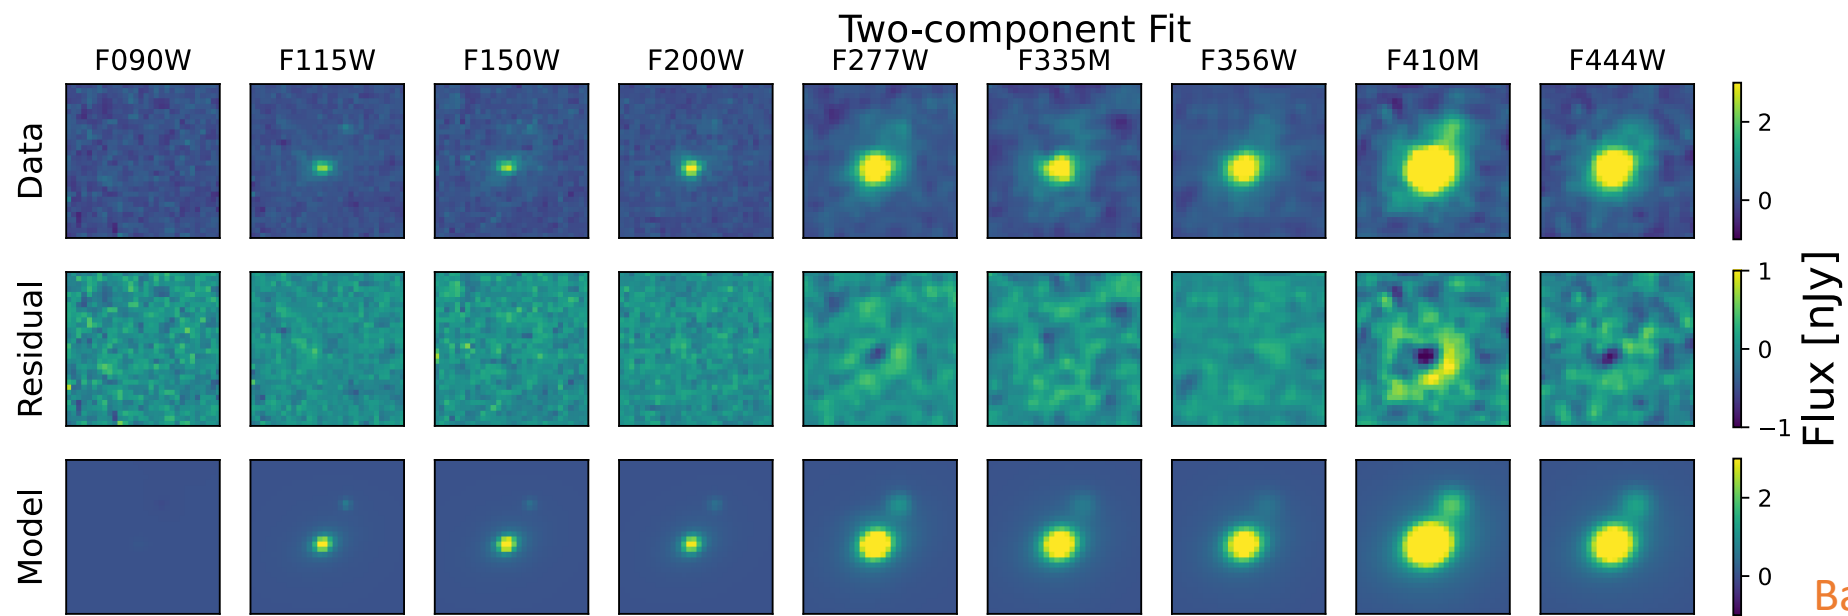 Two-component Fit
F090W F115W F150W F200W F277W F335M F356W F410M F444W
Data
2
0
Residual
1
0
−1
Flux [nJy]
Model
2
0
Ba